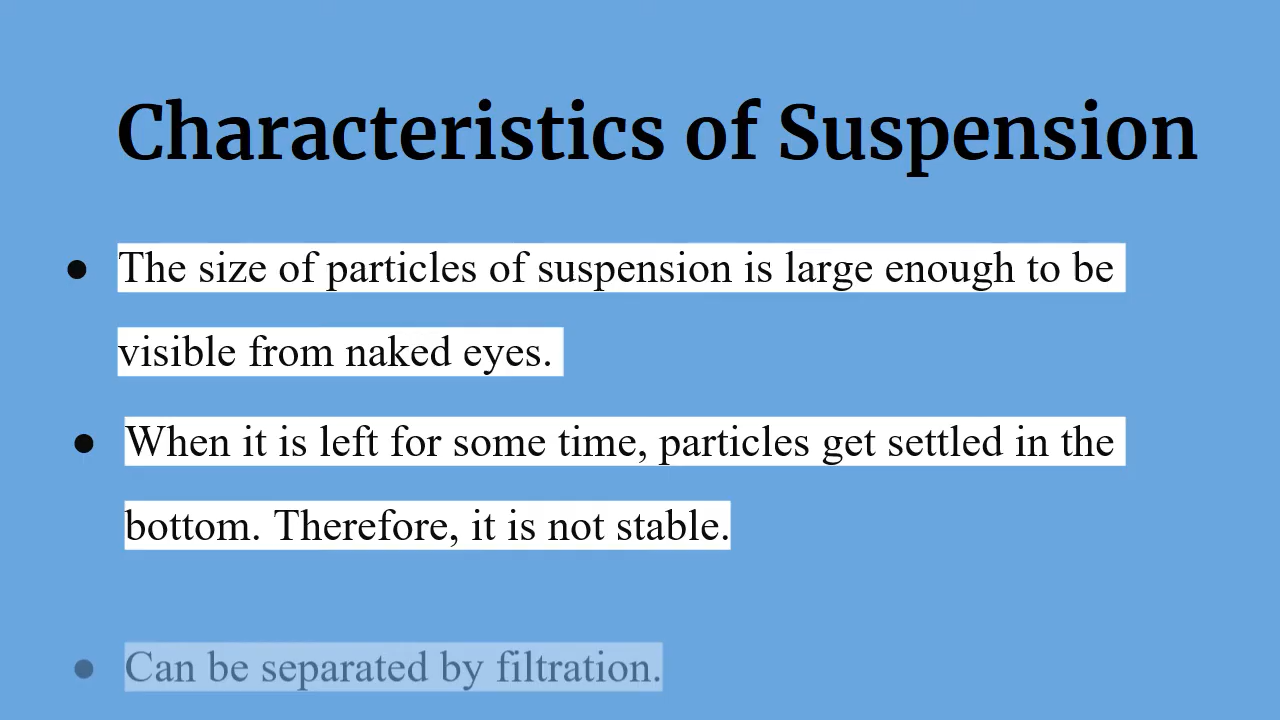 Characteristics of Suspension
● The size of particles of suspension is large enough to be
visible from naked eyes.
● When it is left for some time, particles get settled in the
bottom. Therefore, it is not stable.
● Can be separated by filtration.